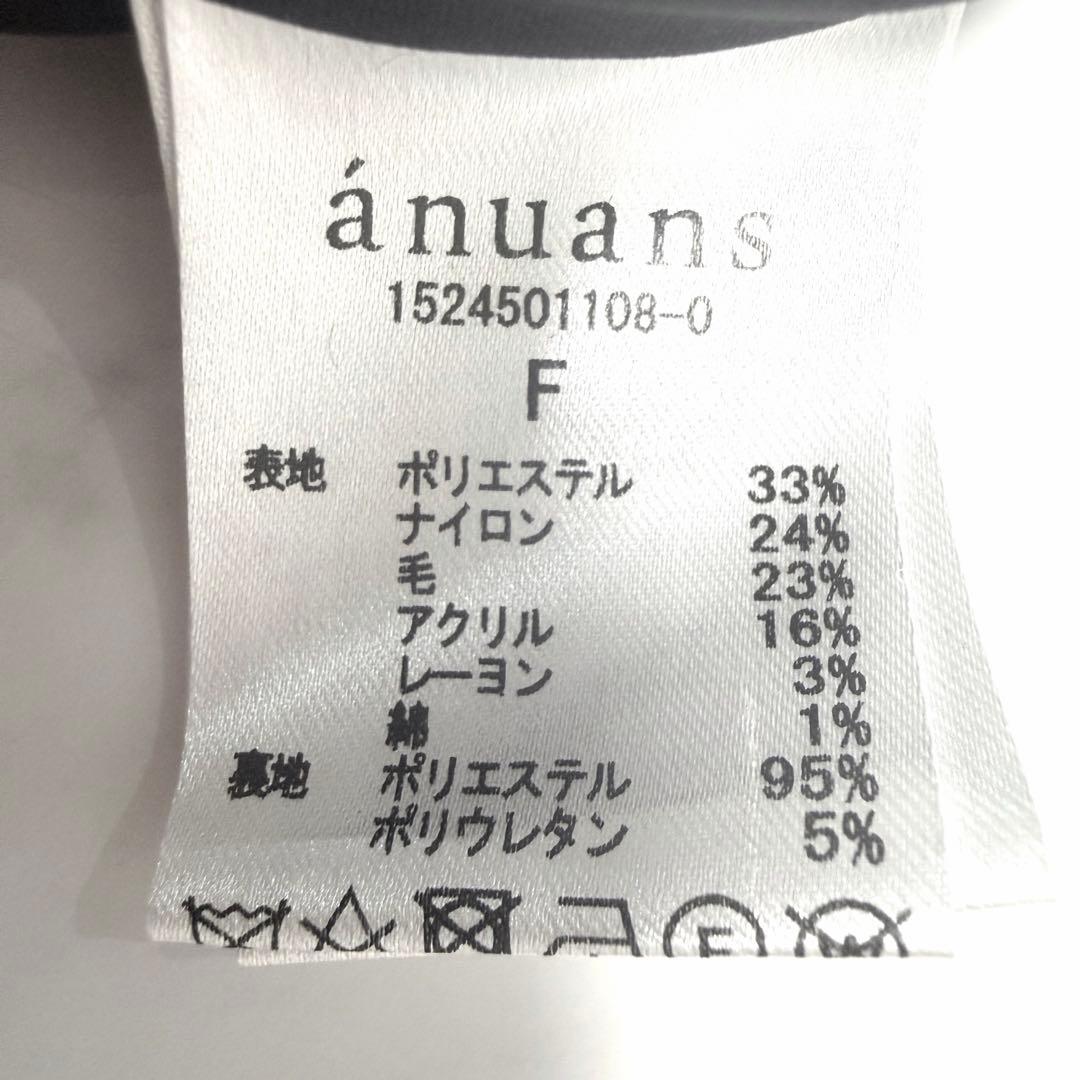 ánuans
1524501108-0
F
表地 ポリエステル 33%
ナイロン 24%
毛 23%
アクリル 16%
レーヨン 3%
綿 1%
裏地 ポリエステル 95%
ポリウレタン 5%
F